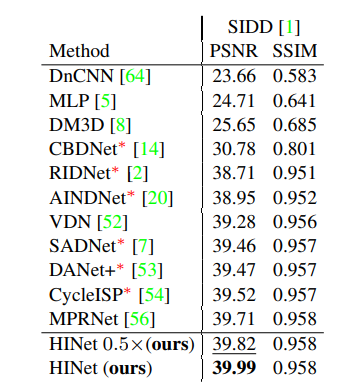 SIDD [1]
Method PSNR SSIM
DnCNN [64] 23.66 0.583
MLP [5] 24.71 0.641
DM3D [8] 25.65 0.685
CBDNet* [14] 30.78 0.801
RIDNet* [2] 38.71 0.951
AINDNet* [20] 38.95 0.952
VDN [52] 39.28 0.956
SADNet* [7] 39.46 0.957
DANet+* [53] 39.47 0.957
CycleISP* [54] 39.52 0.957
MPRNet [56] 39.71 0.958
HINet 0.5×(ours) 39.82 0.958
HINet (ours) 39.99 0.958